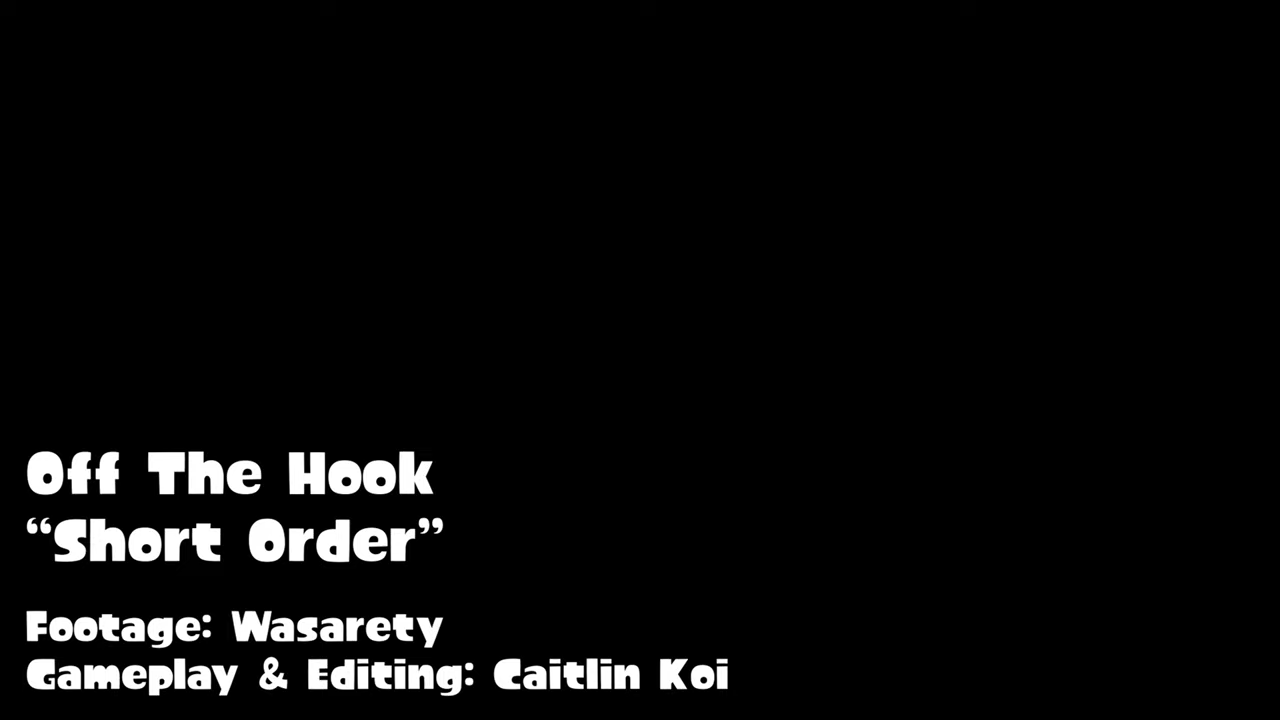 Off The Hook
“Short Order”
Footage: Wasarety
Gameplay & Editing: Caitlin Koi